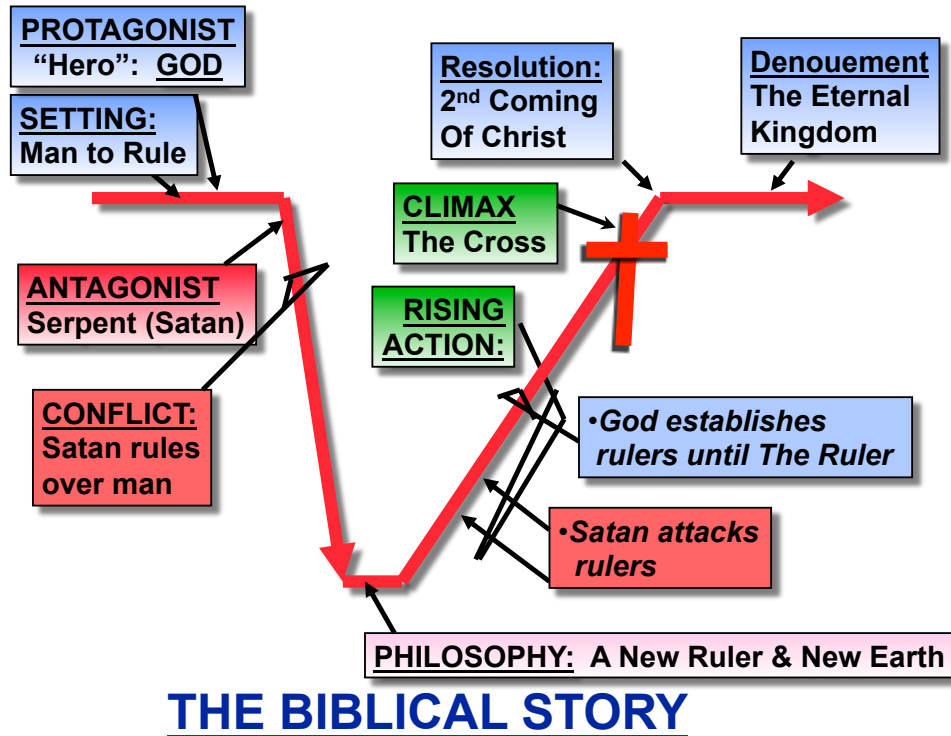 PROTAGONIST
“Hero”: GOD
SETTING:
Man to Rule
ANTAGONIST
Serpent (Satan)
CONFLICT:
Satan rules
over man
Resolution:
2nd Coming
Of Christ
Denouement
The Eternal
Kingdom
CLIMAX
The Cross
RISING
ACTION:
•God establishes
rulers until The Ruler
•Satan attacks
rulers
PHILOSOPHY: A New Ruler & New Earth
THE BIBLICAL STORY